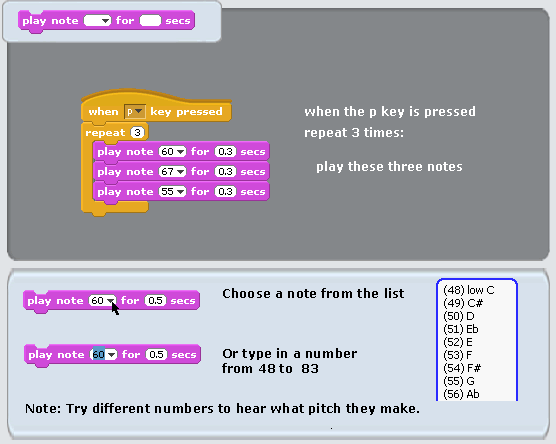 play note for secs
when p key pressed
repeat 3
play note 60 for 0.3 secs
play note 67 for 0.3 secs
play note 55 for 0.3 secs
when the p key is pressed
repeat 3 times:
play these three notes
play note 60 for 0.5 secs
Choose a note from the list
play note 60 for 0.5 secs
Or type in a number
from 48 to 83
(48) low C
(49) C#
(50) D
(51) Eb
(52) E
(53) F
(54) F#
(55) G
(56) Ab
Note: Try different numbers to hear what pitch they make.